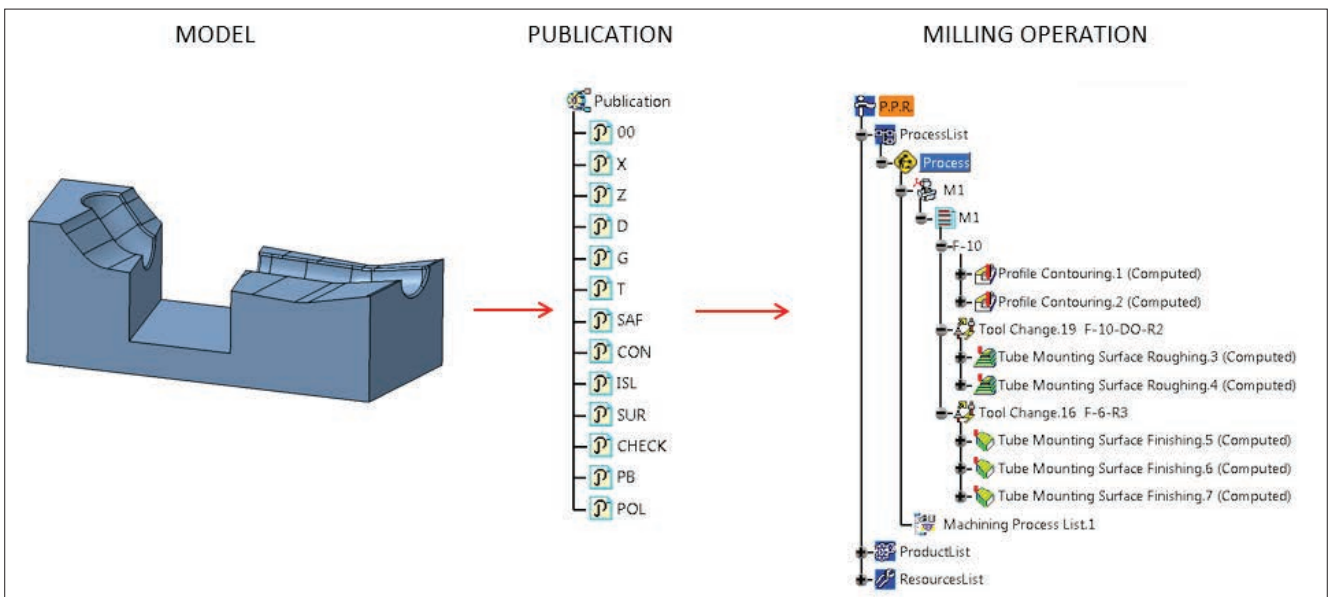 MODEL
PUBLICATION
MILLING OPERATION
Publication
00
X
Z
D
G
T
SAF
CON
ISL
SUR
CHECK
PB
POL
P.P.R.
ProcessList
Process
M1
M1
F-10
Profile Contouring.1 (Computed)
Profile Contouring.2 (Computed)
Tool Change.19 F-10-DO-R2
Tube Mounting Surface Roughing.3 (Computed)
Tube Mounting Surface Roughing.4 (Computed)
Tool Change.16 F-6-R3
Tube Mounting Surface Finishing.5 (Computed)
Tube Mounting Surface Finishing.6 (Computed)
Tube Mounting Surface Finishing.7 (Computed)
Machining Process List.1
ProductList
ResourcesList